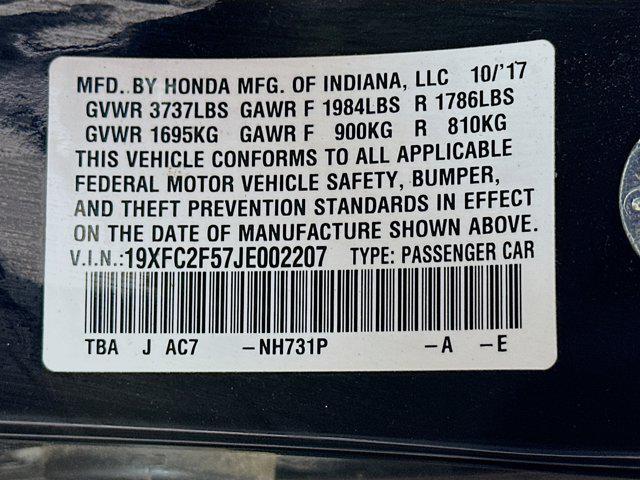 MFD. BY HONDA MFG. OF INDIANA, LLC 10/'17
GVWR 3737LBS GAWR F 1984LBS R 1786LBS
GVWR 1695KG GAWR F 900KG R 810KG
THIS VEHICLE CONFORMS TO ALL APPLICABLE
FEDERAL MOTOR VEHICLE SAFETY, BUMPER,
AND THEFT PREVENTION STANDARDS IN EFFECT
ON THE DATE OF MANUFACTURE SHOWN ABOVE.
V.I.N.:19XFC2F57JE002207 TYPE: PASSENGER CAR
TBA J AC7 -NH731P -A -E